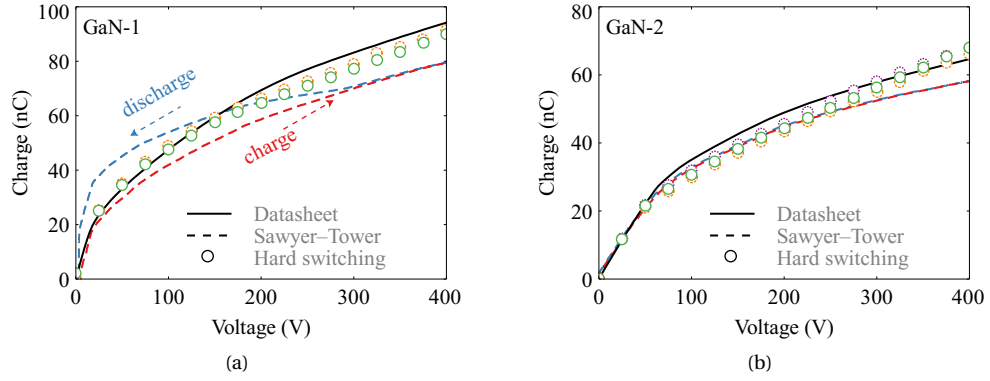 100
80
60
40
20
0
Charge (nC)
GaN-1
discharge
charge
Datasheet
Sawyer–Tower
Hard switching
0 100 200 300 400
Voltage (V)
(a)
80
60
40
20
0
Charge (nC)
GaN-2
Datasheet
Sawyer–Tower
Hard switching
0 100 200 300 400
Voltage (V)
(b)